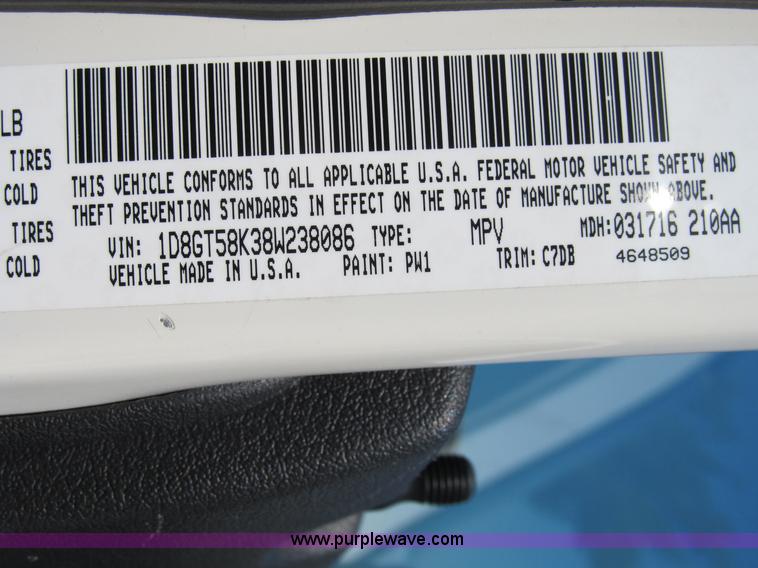 LB
TIRES
COLD
TIRES
COLD
THIS VEHICLE CONFORMS TO ALL APPLICABLE U.S.A. FEDERAL MOTOR VEHICLE SAFETY AND
THEFT PREVENTION STANDARDS IN EFFECT ON THE DATE OF MANUFACTURE SHOWN ABOVE.
VIN: 1D8GT58K38W238086 TYPE: MPV MDH:031716 210AA
VEHICLE MADE IN U.S.A. PAINT: PW1 TRIM: C7DB 4648509
www.purplewave.com